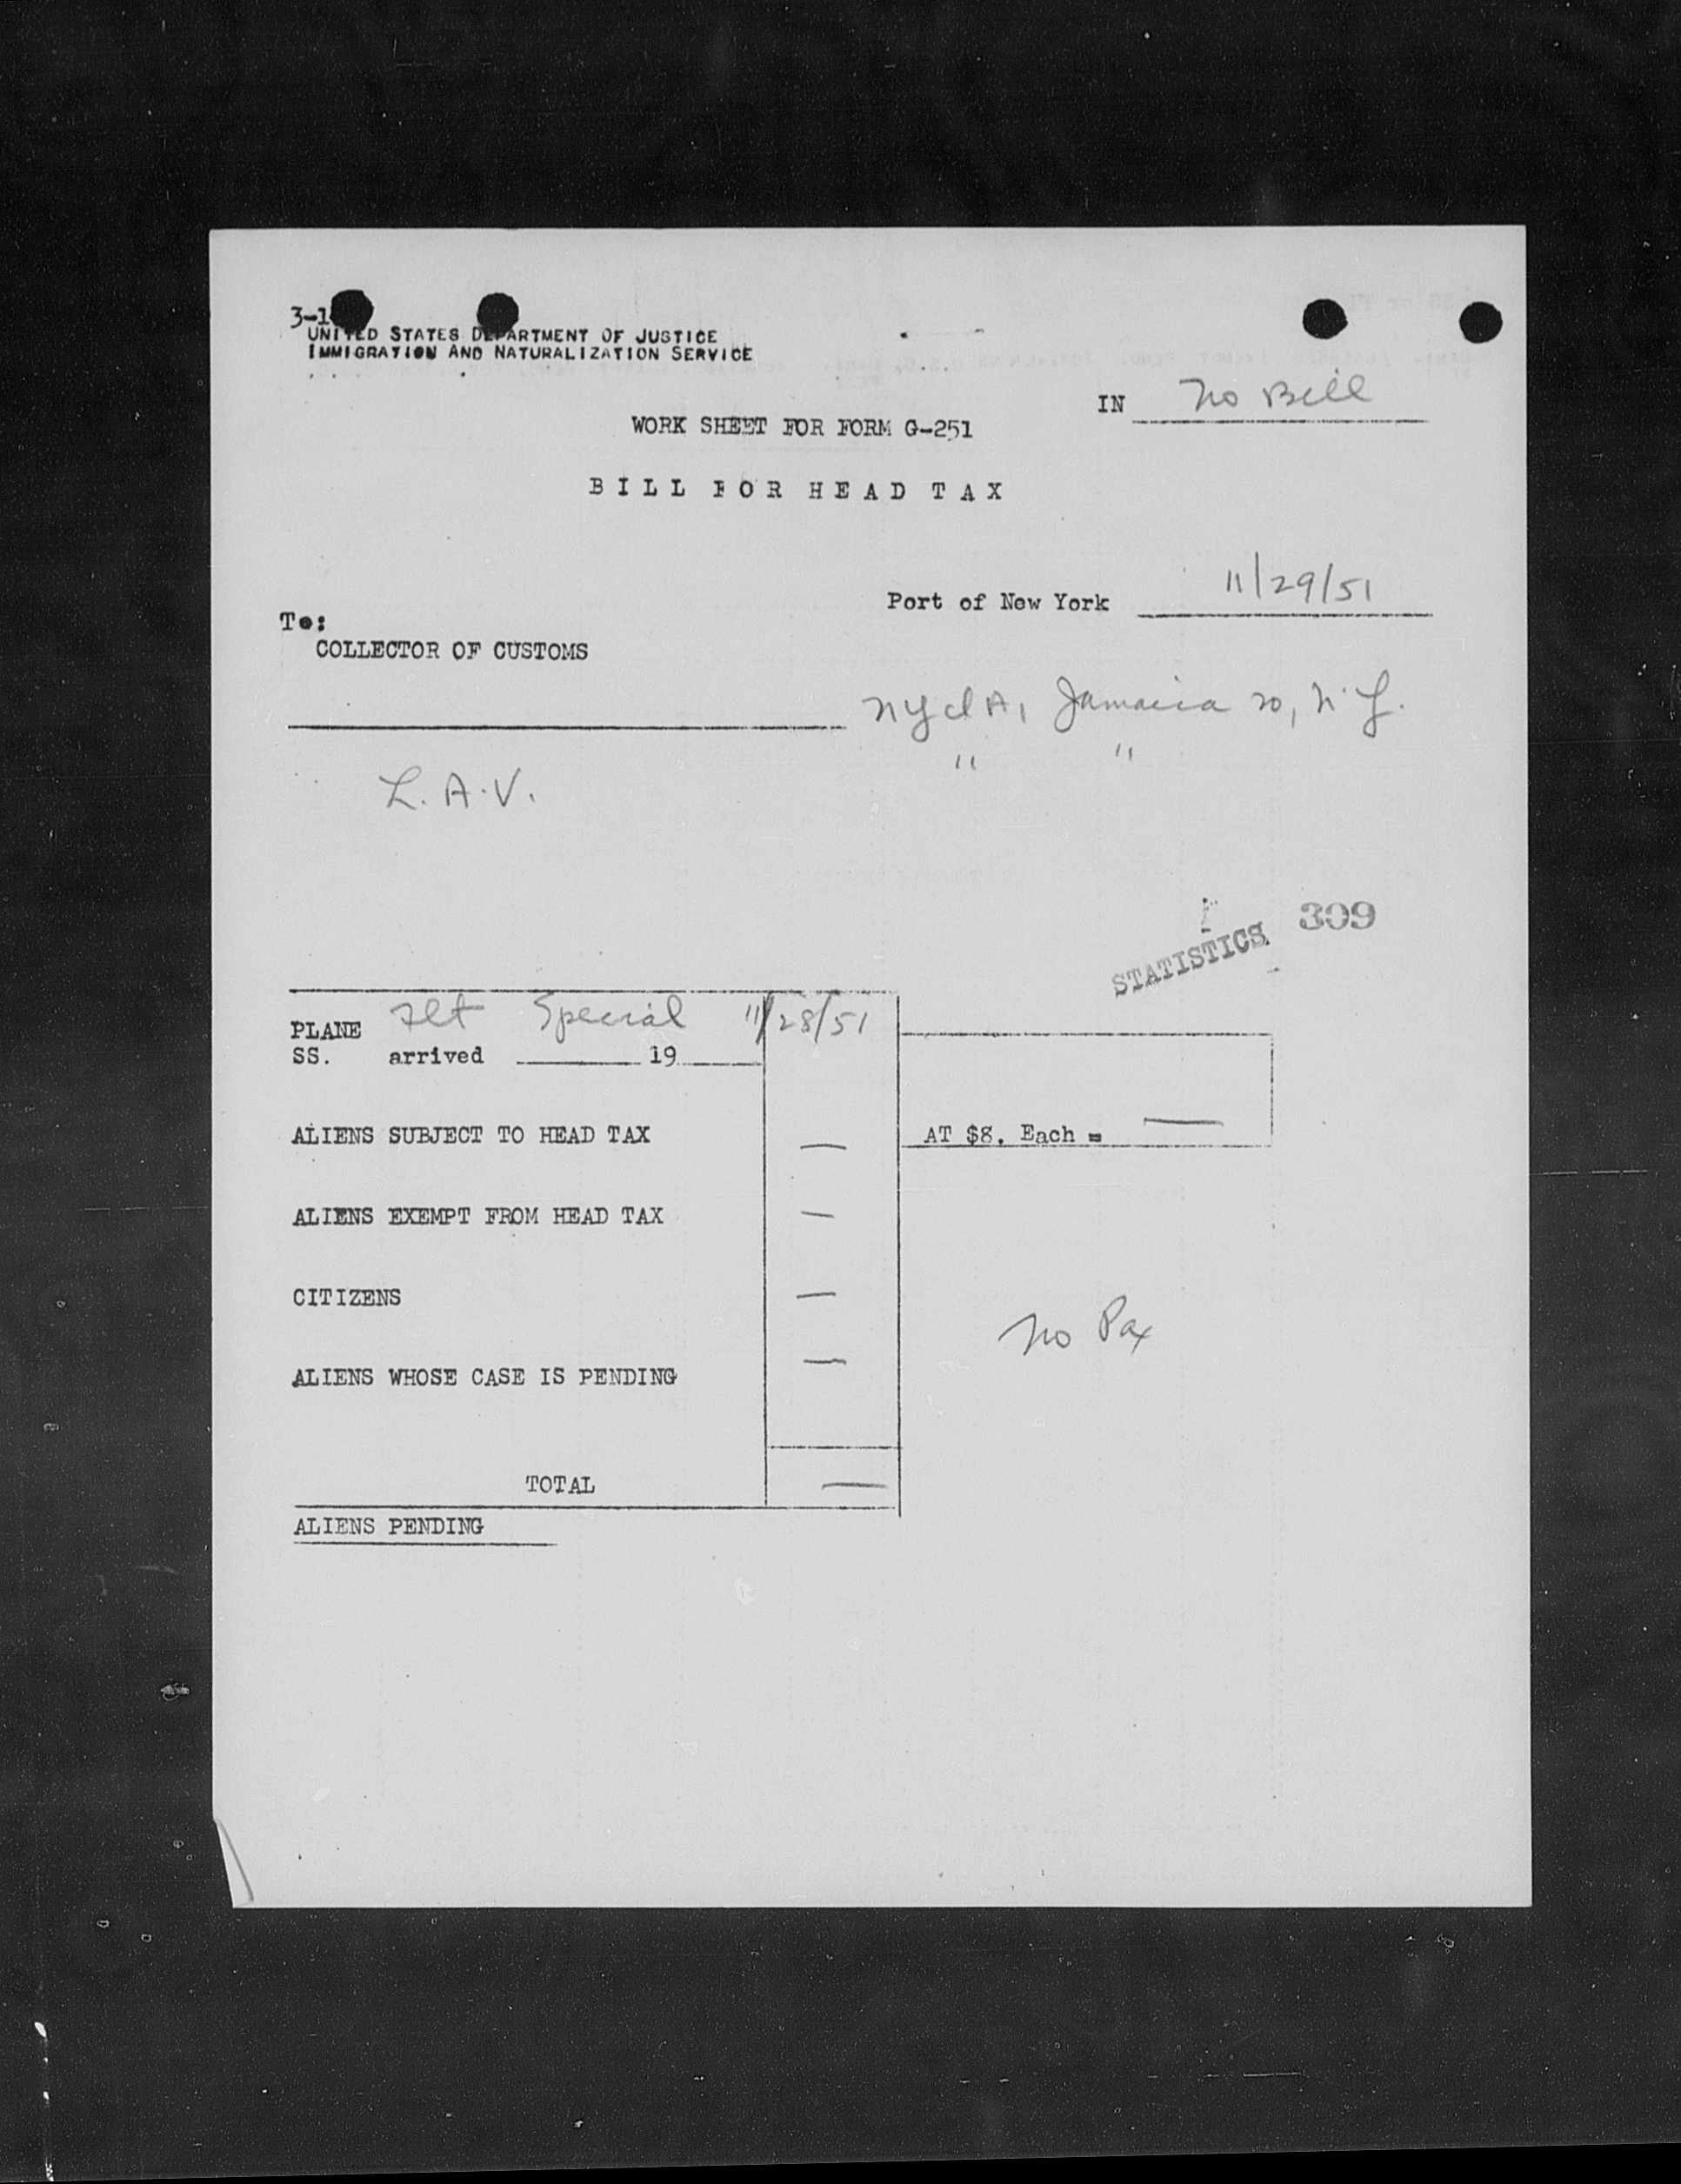 3-1
UNITED STATES DEPARTMENT OF JUSTICE
IMMIGRATION AND NATURALIZATION SERVICE
IN No Bill
WORK SHEET FOR FORM G-251
BILL FOR HEAD TAX
Port of New York 11/29/51
To:
COLLECTOR OF CUSTOMS
NYdA, Jamaica 20, N.Y.
" "
L.A.V.
STATISTICS 309
PLANE Flt Special 11/28/51
SS. arrived 19
ALIENS SUBJECT TO HEAD TAX — AT $8. Each = —
ALIENS EXEMPT FROM HEAD TAX —
CITIZENS —
No Pax
ALIENS WHOSE CASE IS PENDING —
TOTAL —
ALIENS PENDING